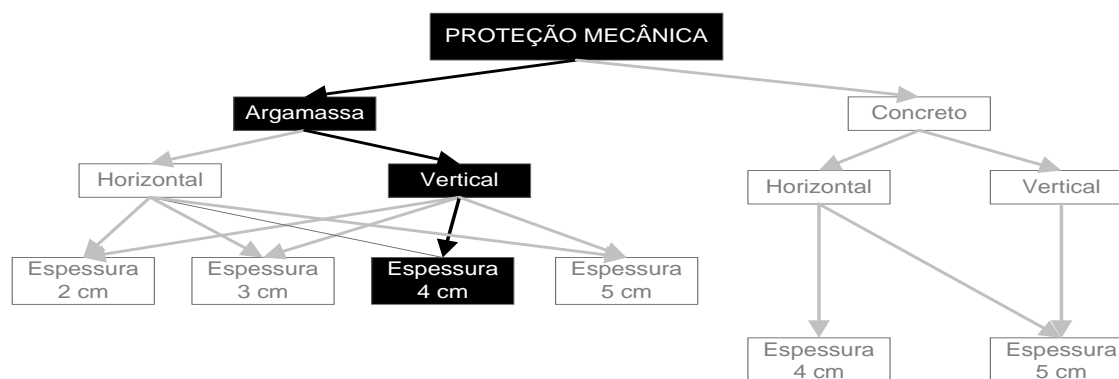 PROTEÇÃO MECÂNICA
Argamassa
Concreto
Horizontal
Vertical
Horizontal
Vertical
Espessura
2 cm
Espessura
3 cm
Espessura
4 cm
Espessura
5 cm
Espessura
4 cm
Espessura
5 cm